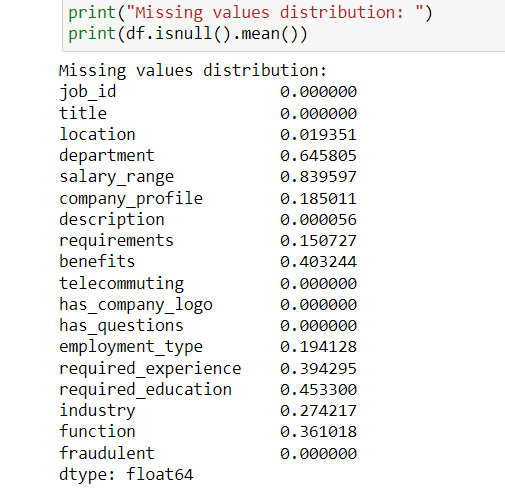 print("Missing values distribution: ")
print(df.isnull().mean())
Missing values distribution:
job_id 0.000000
title 0.000000
location 0.019351
department 0.645805
salary_range 0.839597
company_profile 0.185011
description 0.000056
requirements 0.150727
benefits 0.403244
telecommuting 0.000000
has_company_logo 0.000000
has_questions 0.000000
employment_type 0.194128
required_experience 0.394295
required_education 0.453300
industry 0.274217
function 0.361018
fraudulent 0.000000
dtype: float64